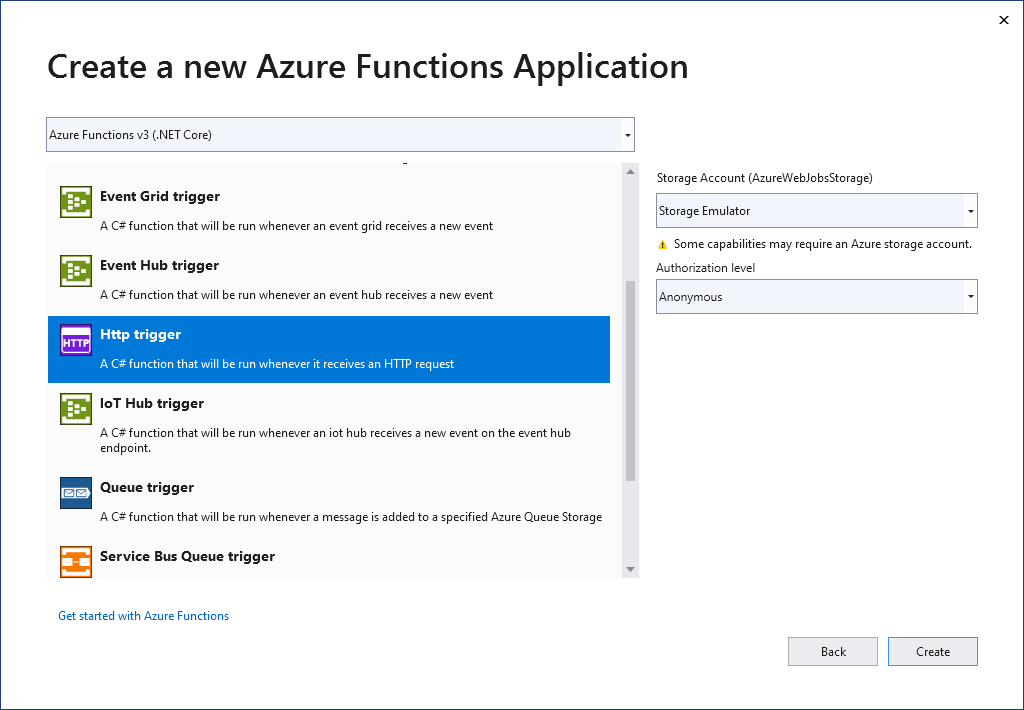 Create a new Azure Functions Application
Azure Functions v3 (.NET Core)
Event Grid trigger
A C# function that will be run whenever an event grid receives a new event
Event Hub trigger
A C# function that will be run whenever an event hub receives a new event
HTTP
Http trigger
A C# function that will be run whenever it receives an HTTP request
IoT Hub trigger
A C# function that will be run whenever an iot hub receives a new event on the event hub
endpoint.
Queue trigger
A C# function that will be run whenever a message is added to a specified Azure Queue Storage
Service Bus Queue trigger
Storage Account (AzureWebJobsStorage)
Storage Emulator
Some capabilities may require an Azure storage account.
Authorization level
Anonymous
Get started with Azure Functions
Back
Create